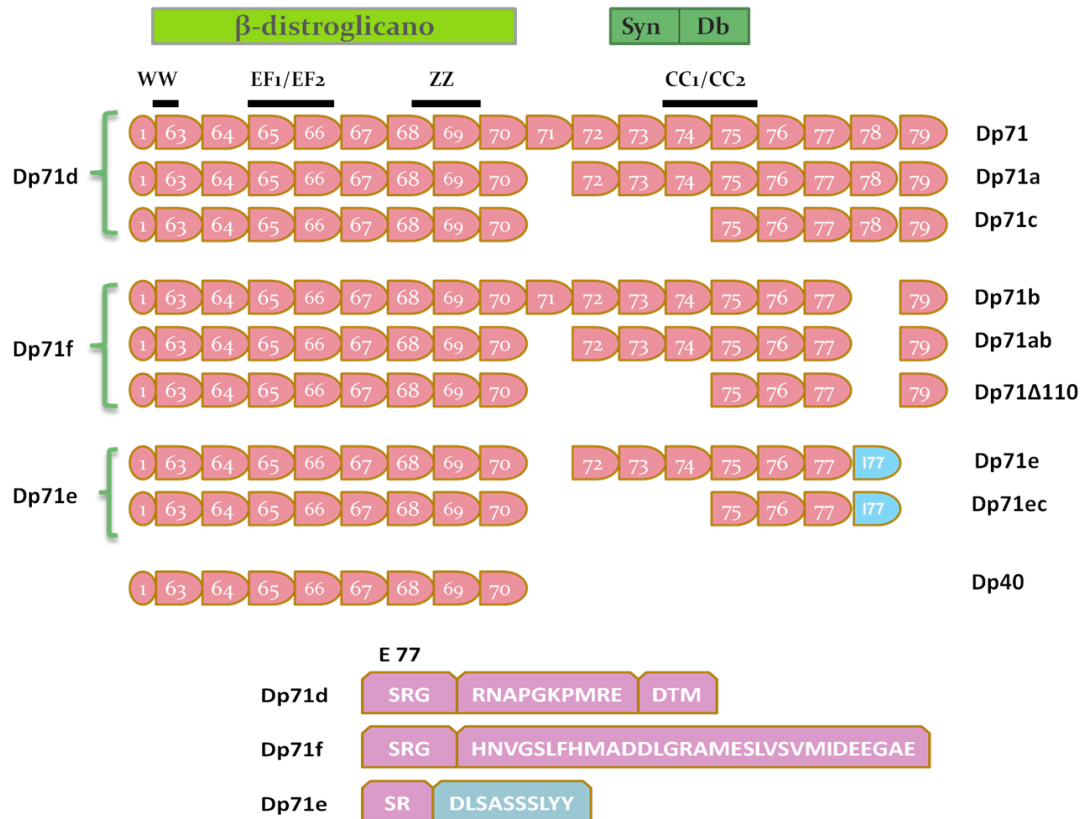 β-distroglicano Syn Db
WW EF1/EF2 ZZ CC1/CC2
1 63 64 65 66 67 68 69 70 71 72 73 74 75 76 77 78 79 Dp71
Dp71d 1 63 64 65 66 67 68 69 70 72 73 74 75 76 77 78 79 Dp71a
1 63 64 65 66 67 68 69 70 75 76 77 78 79 Dp71c
1 63 64 65 66 67 68 69 70 71 72 73 74 75 76 77 79 Dp71b
Dp71f 1 63 64 65 66 67 68 69 70 72 73 74 75 76 77 79 Dp71ab
1 63 64 65 66 67 68 69 70 75 76 77 79 Dp71Δ110
1 63 64 65 66 67 68 69 70 72 73 74 75 76 77 I77 Dp71e
Dp71e 1 63 64 65 66 67 68 69 70 75 76 77 I77 Dp71ec
1 63 64 65 66 67 68 69 70 Dp40
E 77
Dp71d SRG RNAPGKPMRE DTM
Dp71f SRG HNVGSLFHMADDLGRAMESLVSVMIDEEGAE
Dp71e SR DLSASSSLYY